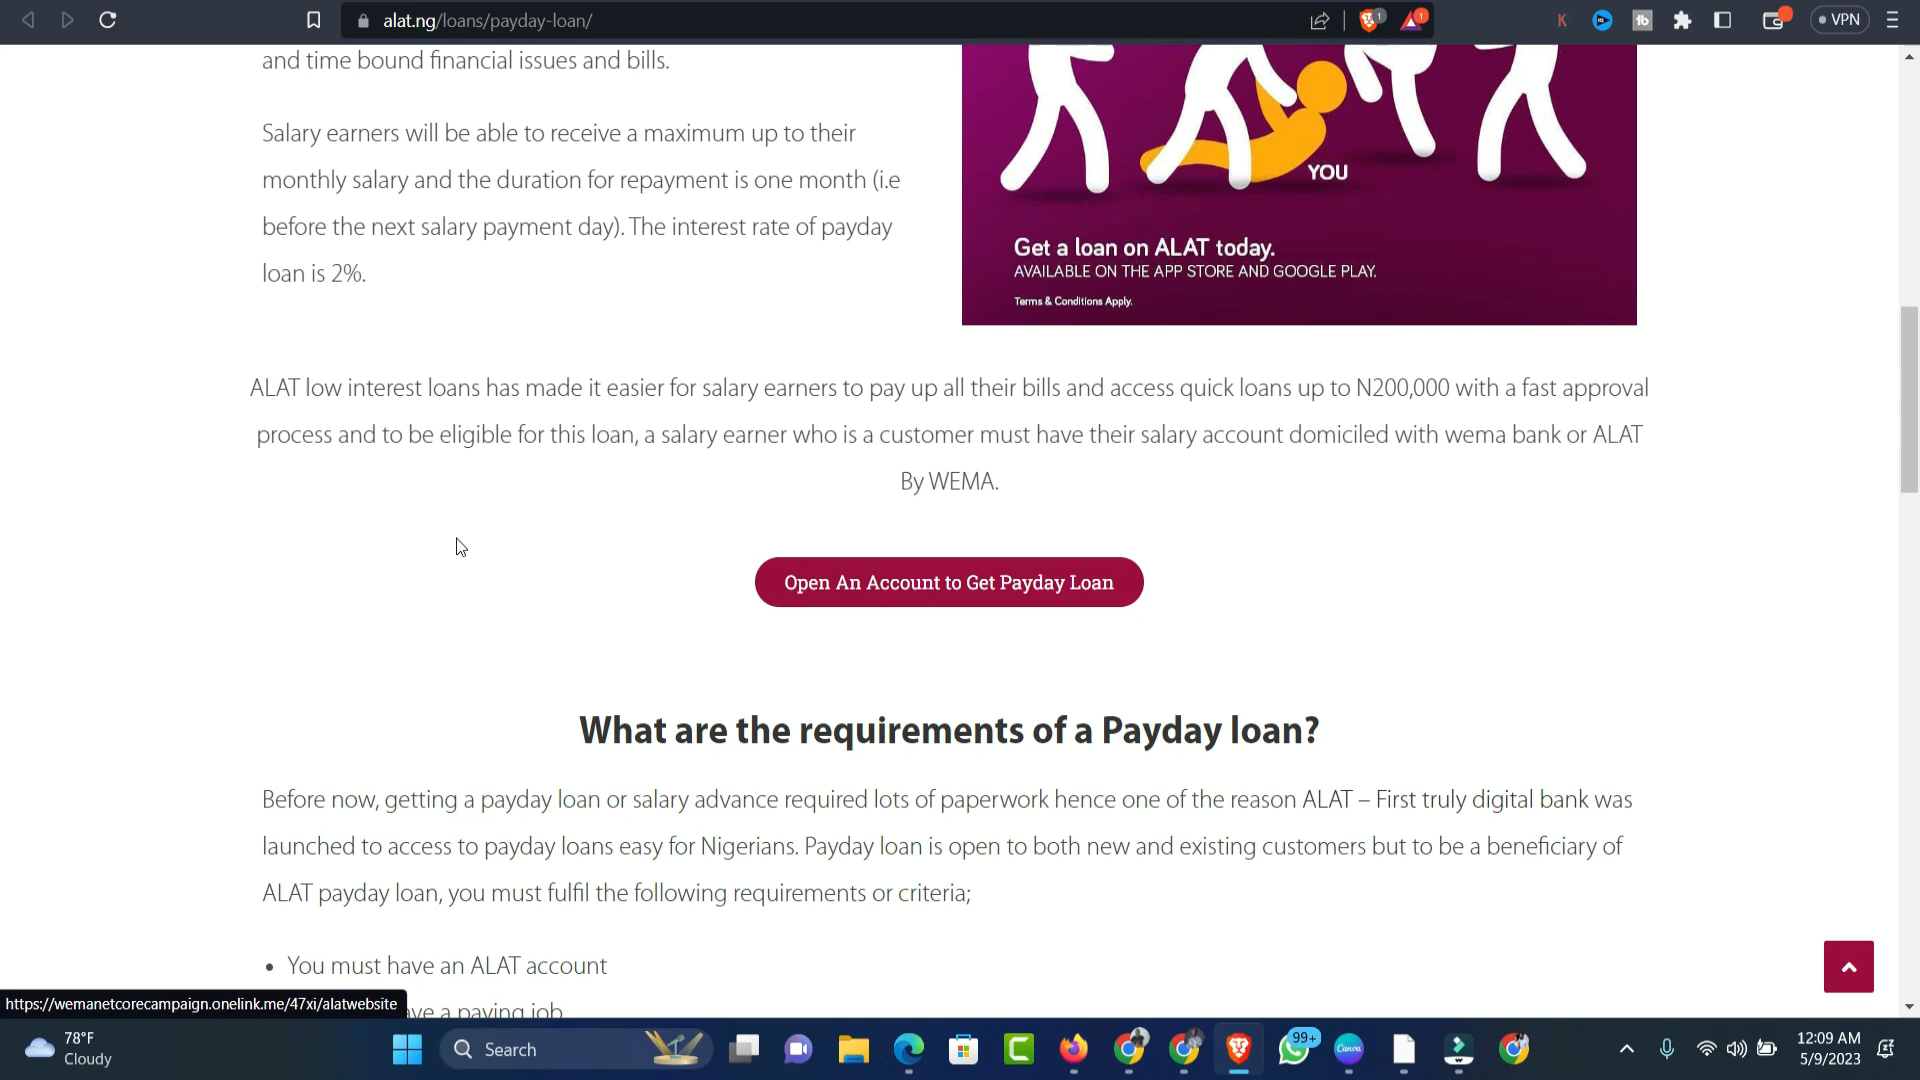 alat.ng/loans/payday-loan/
1
1
VPN
and time bound financial issues and bills.
Salary earners will be able to receive a maximum up to their
monthly salary and the duration for repayment is one month (i.e
before the next salary payment day). The interest rate of payday
loan is 2%.
YOU
Get a loan on ALAT today.
AVAILABLE ON THE APP STORE AND GOOGLE PLAY.
Terms & Conditions Apply.
ALAT low interest loans has made it easier for salary earners to pay up all their bills and access quick loans up to N200,000 with a fast approval
process and to be eligible for this loan, a salary earner who is a customer must have their salary account domiciled with wema bank or ALAT
By WEMA.
Open An Account to Get Payday Loan
What are the requirements of a Payday loan?
Before now, getting a payday loan or salary advance required lots of paperwork hence one of the reason ALAT – First truly digital bank was
launched to access to payday loans easy for Nigerians. Payday loan is open to both new and existing customers but to be a beneficiary of
ALAT payday loan, you must fulfil the following requirements or criteria;
• You must have an ALAT account
ave a paying job
https://wemanetcorecampaign.onelink.me/47xi/alatwebsite
78°F
Cloudy
Search
99+
Canva
12:09 AM
5/9/2023